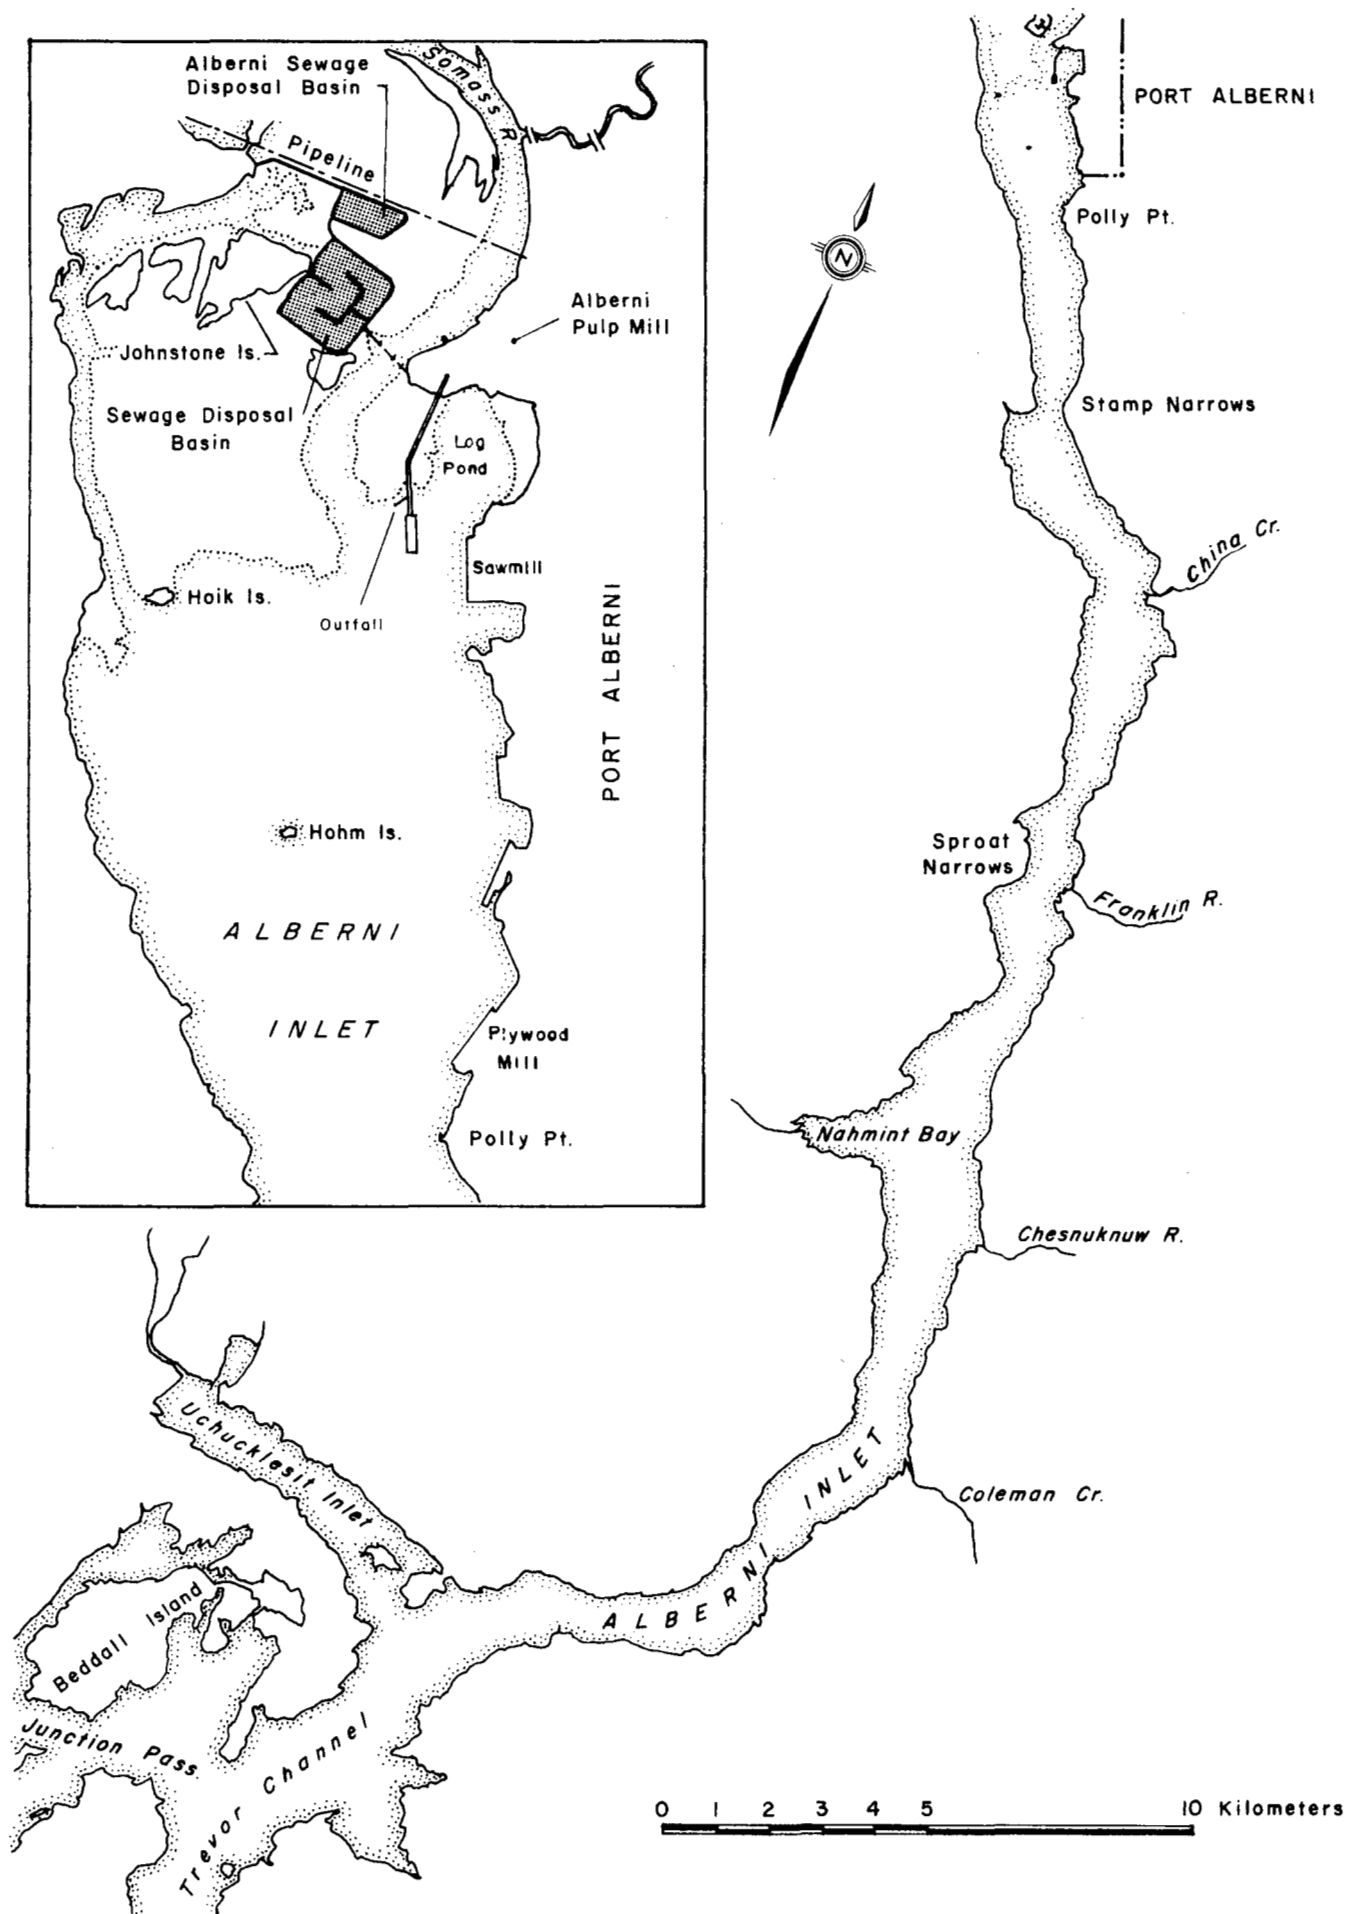 Alberni Sewage
Disposal Basin
Somass R.
Pipeline
Alberni
Pulp Mill
Johnstone Is.
Sewage Disposal
Basin
Log
Pond
Sawmill
Hoik Is.
Outfall
PORT ALBERNI
Hohm Is.
ALBERNI
INLET
Plywood
Mill
Polly Pt.
PORT ALBERNI
Polly Pt.
N
Stamp Narrows
China Cr.
Sproat
Narrows
Franklin R.
Nahmint Bay
Chesnuknuw R.
Coleman Cr.
ALBERNI INLET
Uchucklesit Inlet
Beddall Island
Junction Pass
Trevor Channel
0 1 2 3 4 5 10 Kilometers